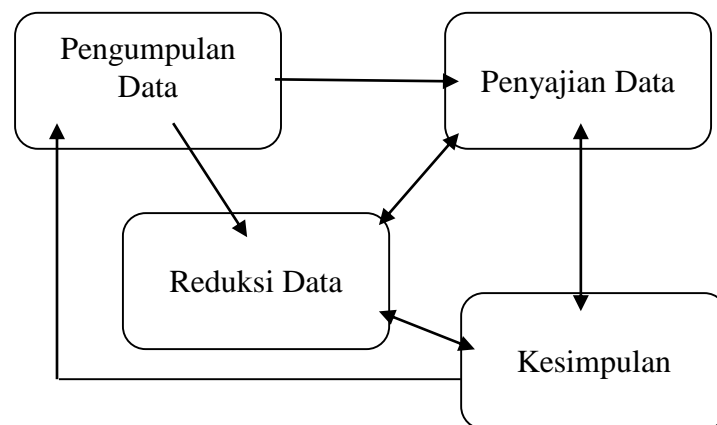 Pengumpulan
Data
Penyajian Data
Reduksi Data
Kesimpulan